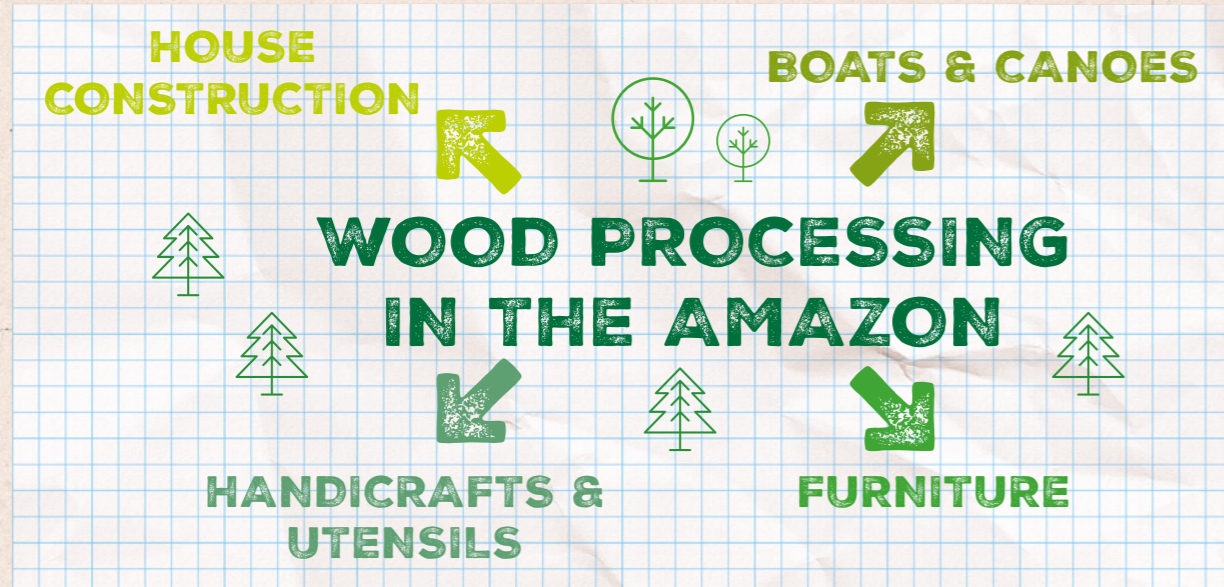 HOUSE
CONSTRUCTION
BOATS & CANOES
WOOD PROCESSING
IN THE AMAZON
HANDICRAFTS &
UTENSILS
FURNITURE